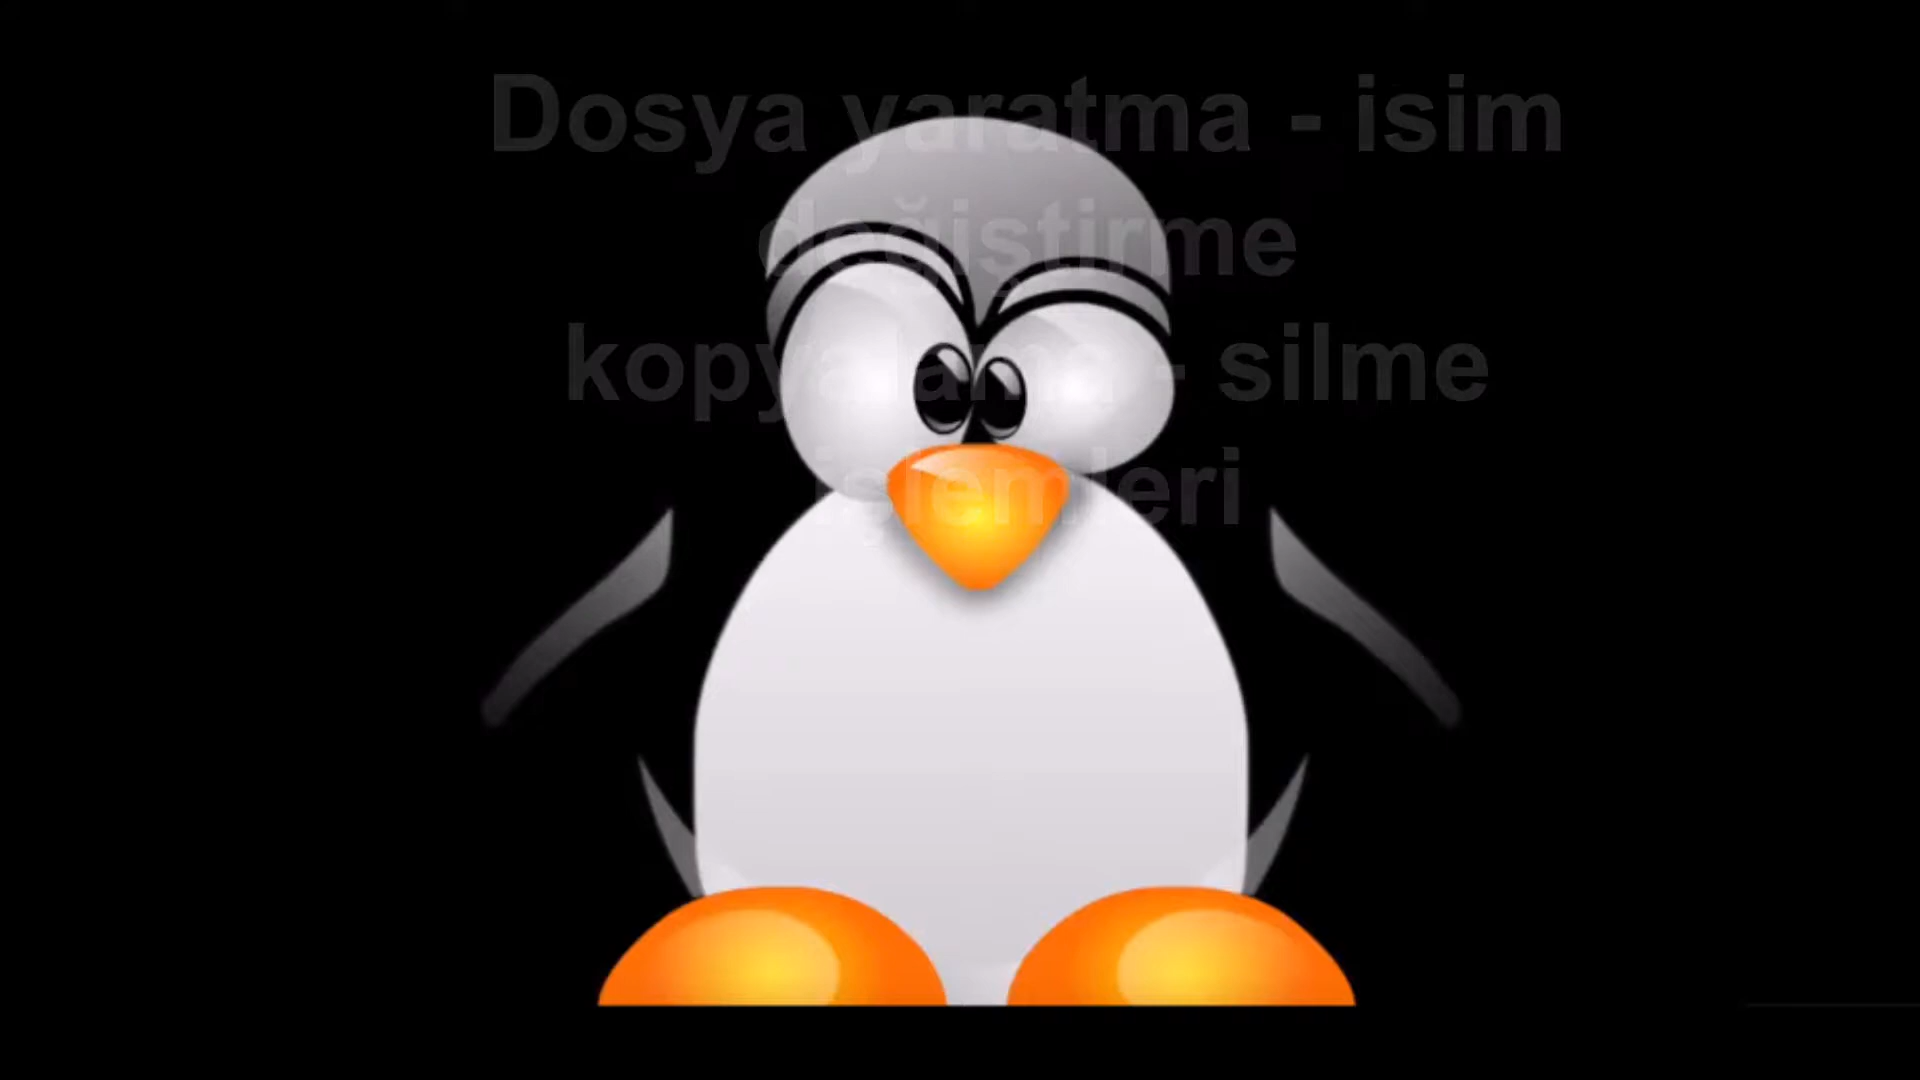 Dosya yaratma - isim
değiştirme
kopyalama - silme
işlemleri